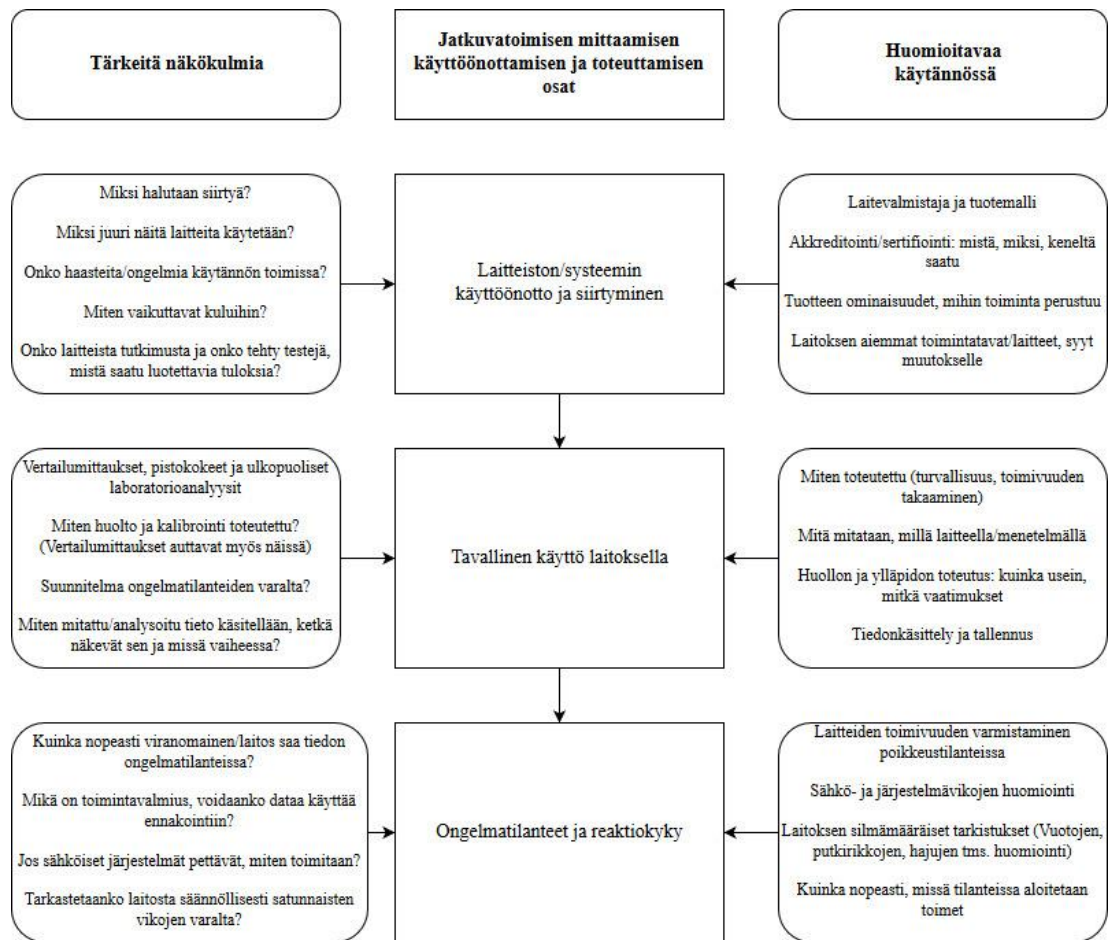 Tärkeitä näkökulmia
Jatkuvatoimisen mittaamisen
käyttöönottamisen ja toteuttamisen
osat
Huomioitavaa
käytännössä
Miksi halutaan siirtyä?
Miksi juuri näitä laitteita käytetään?
Onko haasteita/ongelmia käytännön toimissa?
Miten vaikuttavat kuluihin?
Onko laitteista tutkimusta ja onko tehty testejä,
mistä saatu luotettavia tuloksia?
Laitteiston/systeemin
käyttöönotto ja siirtyminen
Laitevalmistaja ja tuotemalli
Akkreditointi/sertifiointi: mistä, miksi, keneltä
saatu
Tuotteen ominaisuudet, mihin toiminta perustuu
Laitoksen aiemmat toimintatavat/laitteet, syyt
muutokselle
Vertailumittaukset, pistokokeet ja ulkopuoliset
laboratorioanalyysit
Miten huolto ja kalibrointi toteutettu?
(Vertailumittaukset auttavat myös näissä)
Suunnitelma ongelmatilanteiden varalta?
Miten mitattu/analysoitu tieto käsitellään, ketkä
näkevät sen ja missä vaiheessa?
Tavallinen käyttö laitoksella
Miten toteutettu (turvallisuus, toimivuuden
takaaminen)
Mitä mitataan, millä laitteella/menetelmällä
Huollon ja ylläpidon toteutus: kuinka usein,
mitkä vaatimukset
Tiedonkäsittely ja tallennus
Kuinka nopeasti viranomainen/laitos saa tiedon
ongelmatilanteissa?
Mikä on toimintavalmius, voidaanko dataa käyttää
ennakointiin?
Jos sähköiset järjestelmät pettävät, miten toimitaan?
Tarkastetaanko laitosta säännöllisesti satunnaisten
vikojen varalta?
Ongelmatilanteet ja reaktiokyky
Laitteiden toimivuuden varmistaminen
poikkeustilanteissa
Sähkö- ja järjestelmävikojen huomiointi
Laitoksen silmämääräiset tarkistukset (Vuotojen,
putkirikkojen, hajujen tms. huomiointi)
Kuinka nopeasti, missä tilanteissa aloitetaan
toimet